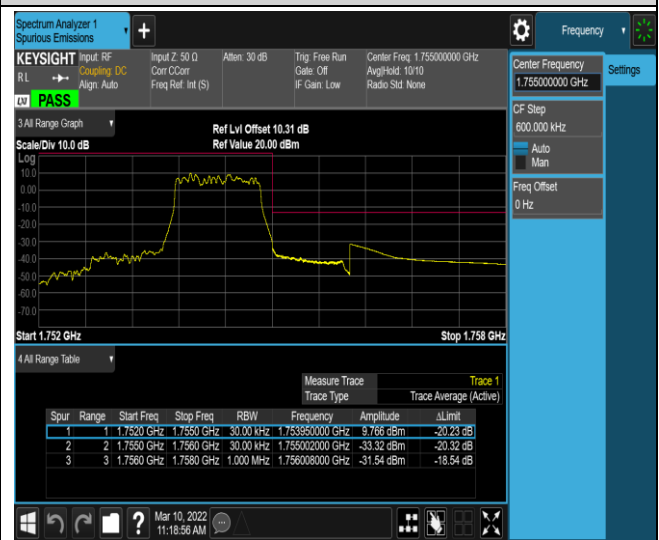 Spectrum Analyzer 1
Spurious Emissions
Frequency
KEYSIGHT Input: RF Input Z: 50 Ω Atten: 30 dB Trig: Free Run Center Freq: 1.755000000 GHz
RL Coupling: DC Corr CCorr Gate: Off Avg|Hold: 10/10
Align: Auto Freq Ref: Int (S) IF Gain: Low Radio Std: None
LXI PASS
Center Frequency
1.755000000 GHz
Settings
CF Step
600.000 kHz
Auto
Man
Freq Offset
0 Hz
3 All Range Graph
Ref Lvl Offset 10.31 dB
Scale/Div 10.0 dB Ref Value 20.00 dBm
Log
10.0
0.00
-10.0
-20.0
-30.0
-40.0
-50.0
-60.0
-70.0
Start 1.752 GHz Stop 1.758 GHz
4 All Range Table
Measure Trace Trace 1
Trace Type Trace Average (Active)
Spur Range Start Freq Stop Freq RBW Frequency Amplitude ΔLimit
1 1 1.7520 GHz 1.7550 GHz 30.00 kHz 1.753950000 GHz 9.766 dBm -20.23 dB
2 2 1.7550 GHz 1.7560 GHz 30.00 kHz 1.755002000 GHz -33.32 dBm -20.32 dB
3 3 1.7560 GHz 1.7580 GHz 1.000 MHz 1.756008000 GHz -31.54 dBm -18.54 dB
? Mar 10, 2022
11:18:56 AM